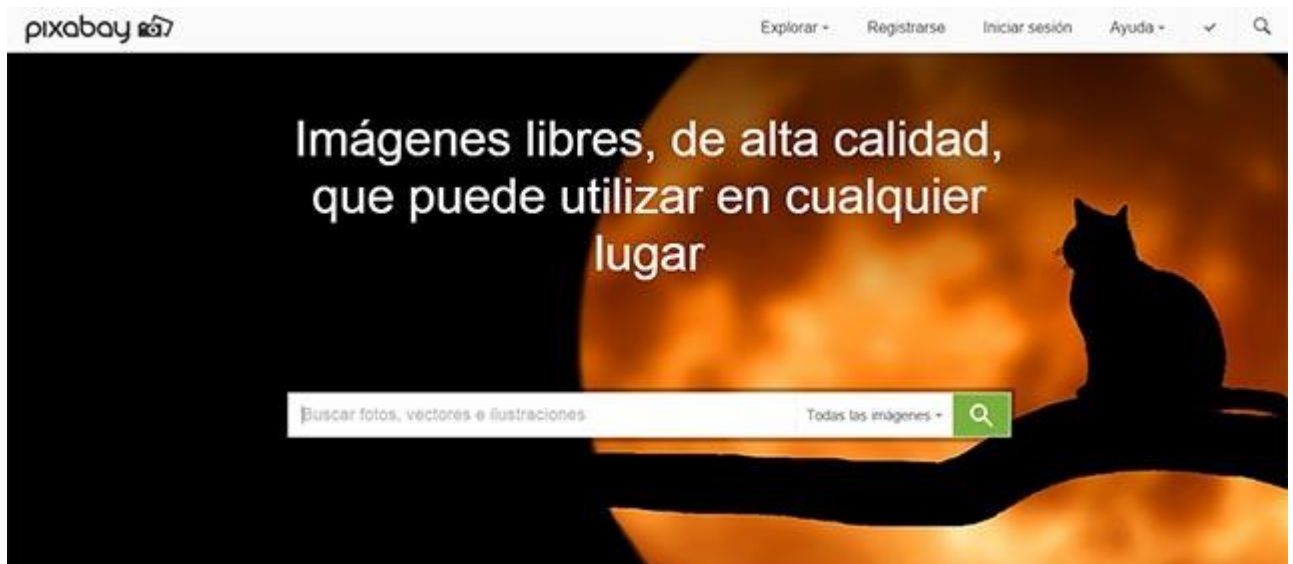 pixabay
Explorar Registrarse Iniciar sesión Ayuda
Imágenes libres, de alta calidad,
que puede utilizar en cualquier
lugar
Buscar fotos, vectores e ilustraciones Todas las imágenes